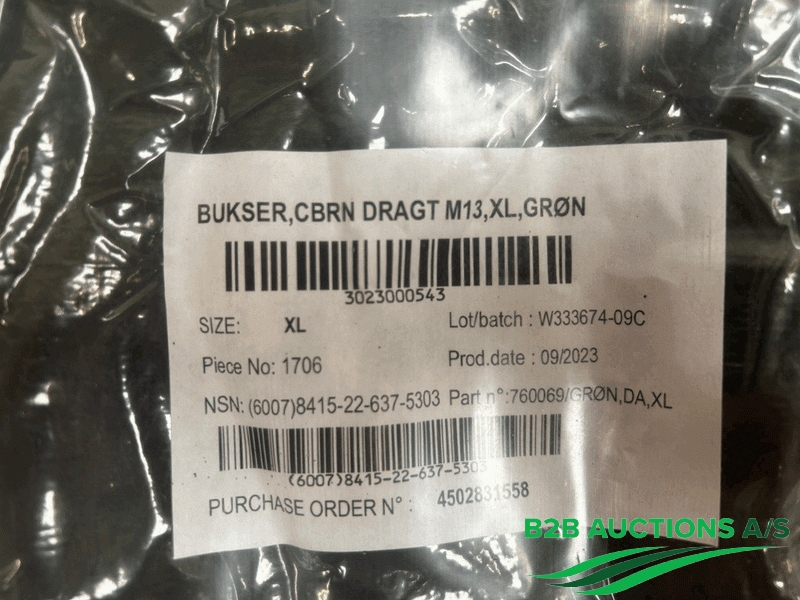 BUKSER,CBRN DRAGT M13,XL,GRØN
3023000543
SIZE: XL Lot/batch : W333674-09C
Piece No: 1706 Prod.date : 09/2023
NSN: (6007)8415-22-637-5303 Part n°:760069/GRØN,DA,XL
(6007)8415-22-637-5303
PURCHASE ORDER N° : 4502831558
B2B AUCTIONS A/S